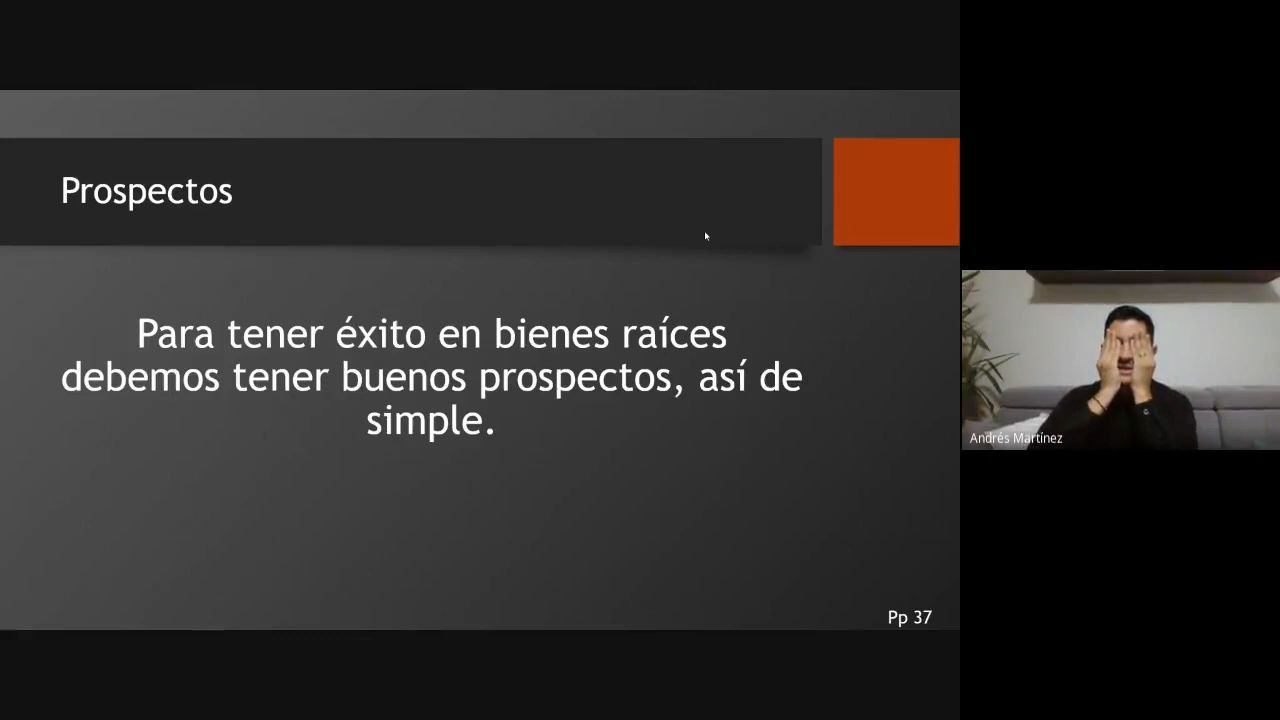 Prospectos
Para tener éxito en bienes raíces
debemos tener buenos prospectos, así de
simple.
Pp 37
Andrés Martínez